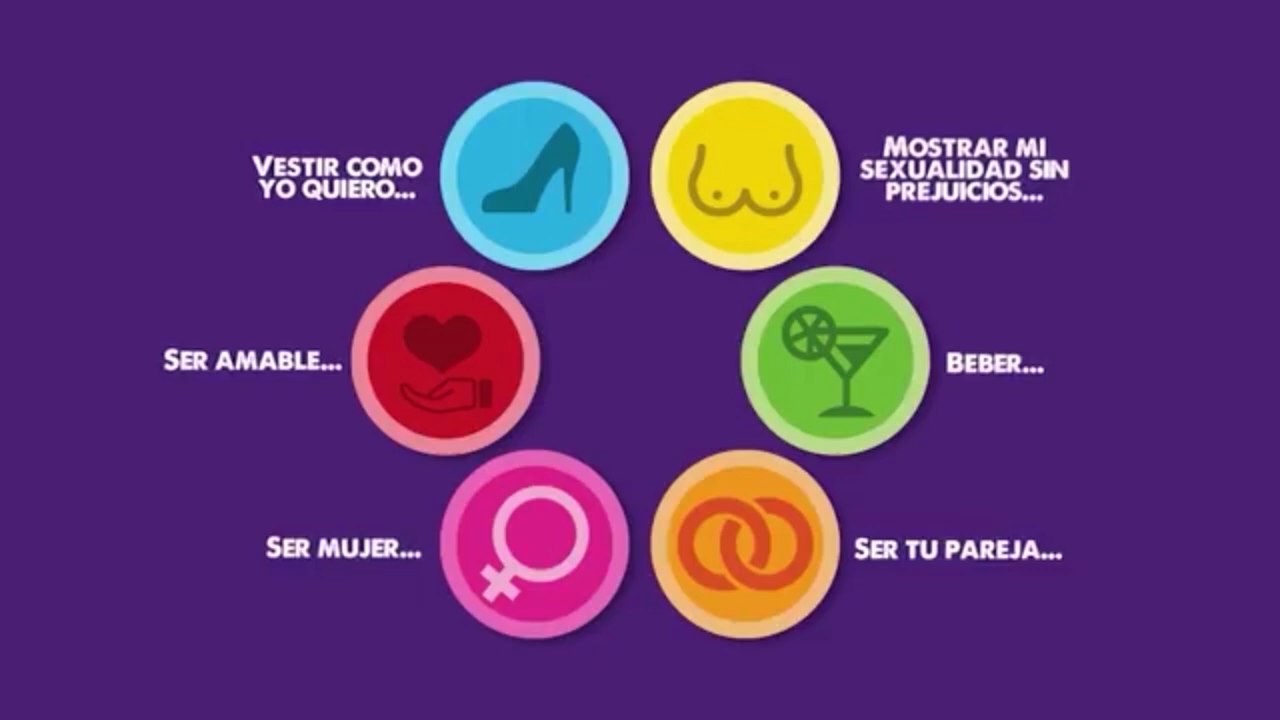 VESTIR COMO
YO QUIERO...
MOSTRAR MI
SEXUALIDAD SIN
PREJUICIOS...
SER AMABLE...
BEBER...
SER MUJER...
SER TU PAREJA...